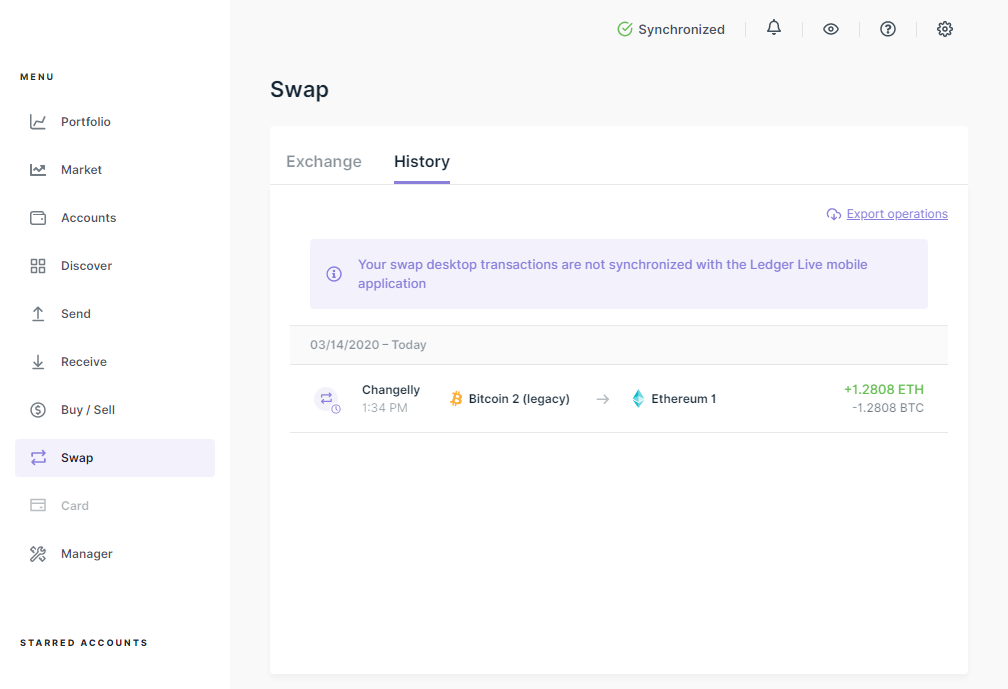 Synchronized
MENU
Portfolio
Market
Accounts
Discover
Send
Receive
Buy / Sell
Swap
Card
Manager
STARRED ACCOUNTS
Swap
Exchange
History
Export operations
Your swap desktop transactions are not synchronized with the Ledger Live mobile
application
03/14/2020 – Today
Changelly
1:34 PM
Bitcoin 2 (legacy)
Ethereum 1
+1.2808 ETH
-1.2808 BTC